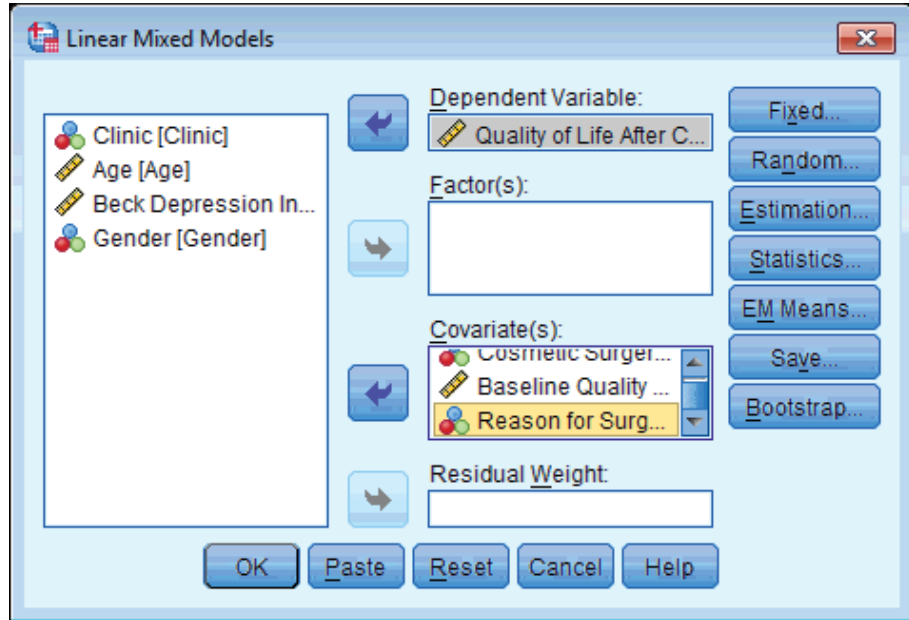 Linear Mixed Models
Clinic [Clinic]
Age [Age]
Beck Depression In...
Gender [Gender]
Dependent Variable:
Quality of Life After C...
Factor(s):
Covariate(s):
Cosmetic Surger...
Baseline Quality ...
Reason for Surg...
Residual Weight:
Fixed...
Random...
Estimation...
Statistics...
EM Means...
Save...
Bootstrap...
OK Paste Reset Cancel Help